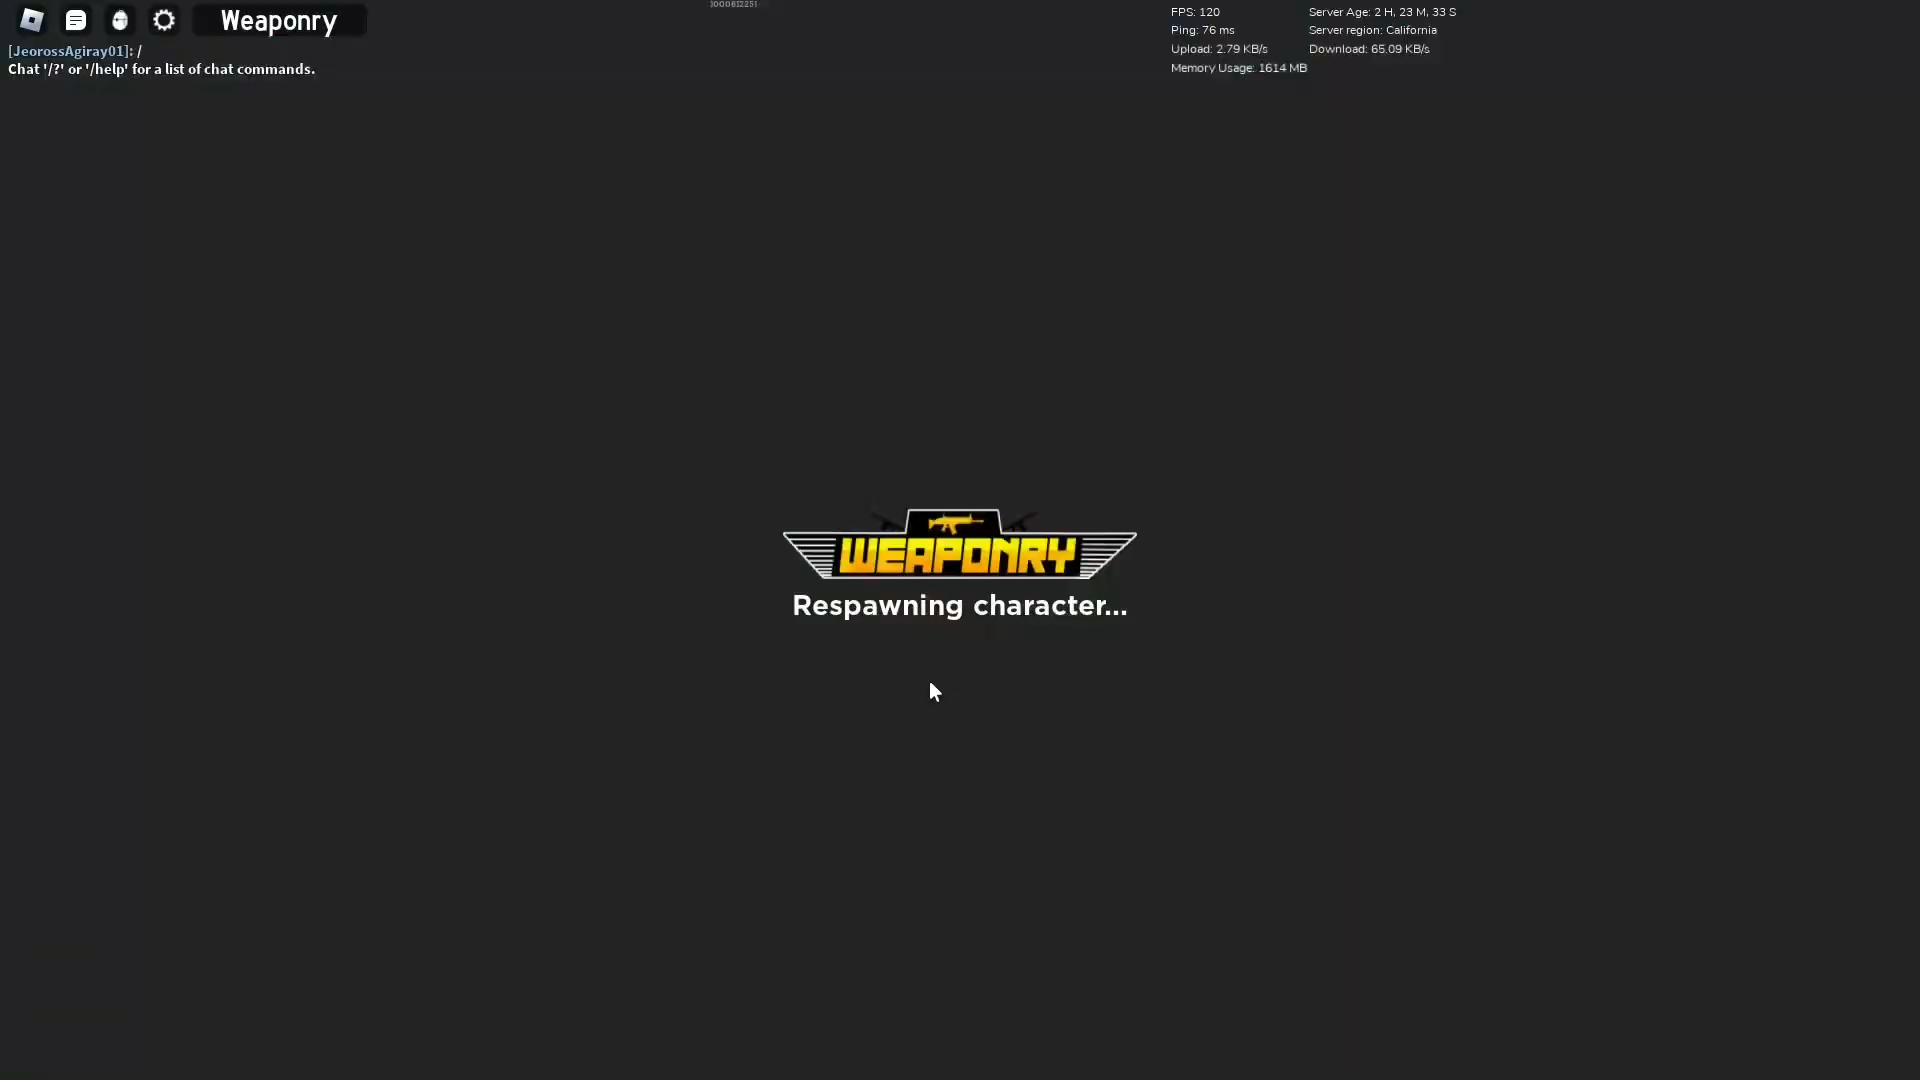 Weaponry
[JeorossAgiray01]: /
Chat '/?' or '/help' for a list of chat commands.
FPS: 120
Server Age: 2 H, 23 M, 33 S
Ping: 76 ms
Server region: California
Upload: 2.79 KB/s
Download: 65.09 KB/s
Memory Usage: 1614 MB
WEAPONRY
Respawning character...